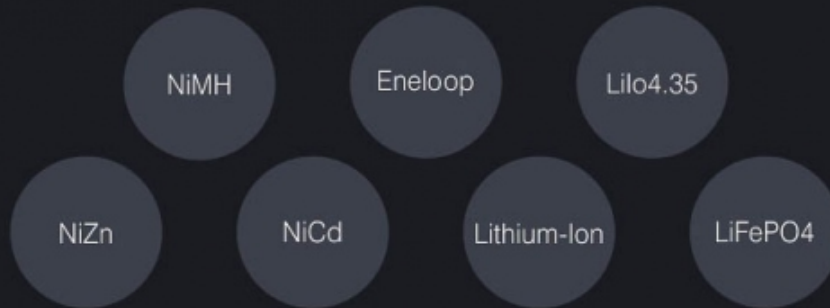 NiMH
Eneloop
LiIo4.35
NiZn
NiCd
Lithium-Ion
LiFePO4